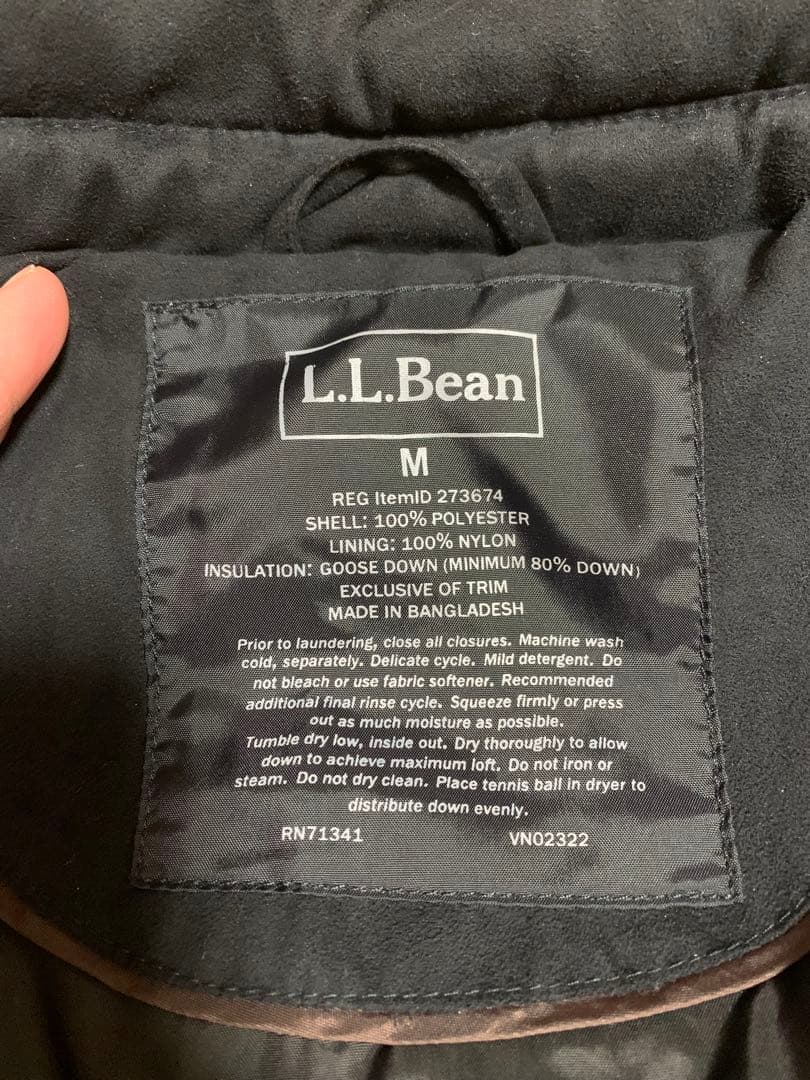 L.L.Bean
M
REG ItemID 273674
SHELL: 100% POLYESTER
LINING: 100% NYLON
INSULATION: GOOSE DOWN (MINIMUM 80% DOWN)
EXCLUSIVE OF TRIM
MADE IN BANGLADESH
Prior to laundering, close all closures. Machine wash
cold, separately. Delicate cycle. Mild detergent. Do
not bleach or use fabric softener. Recommended
additional final rinse cycle. Squeeze firmly or press
out as much moisture as possible.
Tumble dry low, inside out. Dry thoroughly to allow
down to achieve maximum loft. Do not iron or
steam. Do not dry clean. Place tennis ball in dryer to
distribute down evenly.
RN71341 VN02322